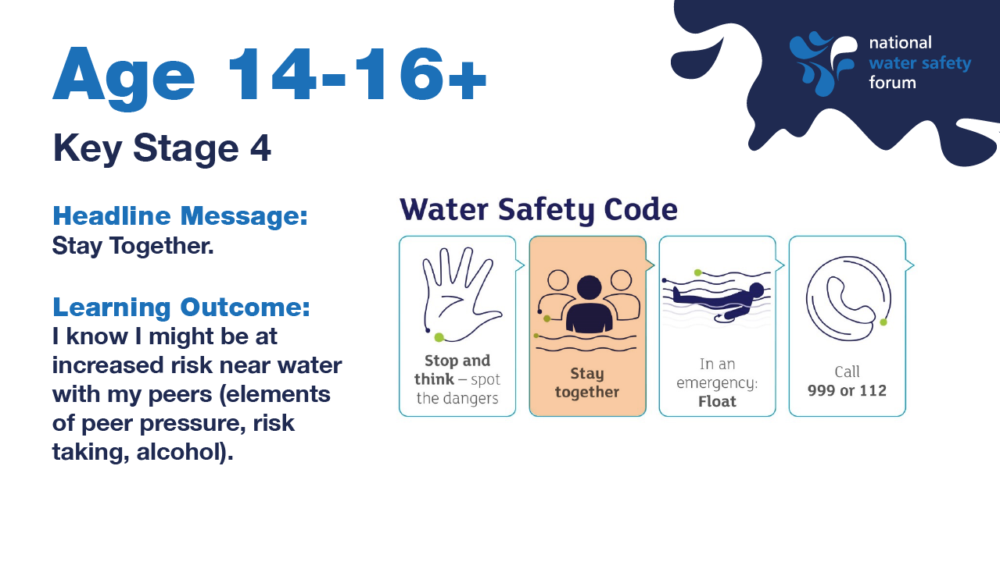 Age 14-16+
national
water safety
forum
Key Stage 4
Headline Message:
Stay Together.
Learning Outcome:
I know I might be at
increased risk near water
with my peers (elements
of peer pressure, risk
taking, alcohol).
Water Safety Code
Stop and
think – spot
the dangers
Stay
together
In an
emergency:
Float
Call
999 or 112